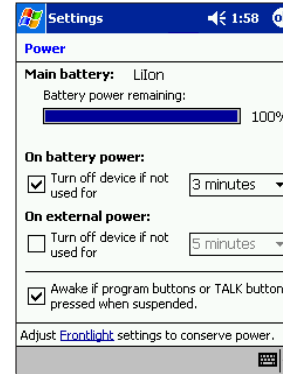 Settings 1:58
Power
Main battery: LiIon
Battery power remaining:
100%
On battery power:
Turn off device if not
used for
3 minutes
On external power:
Turn off device if not
used for
5 minutes
Awake if program buttons or TALK button
pressed when suspended.
Adjust Frontlight settings to conserve power.